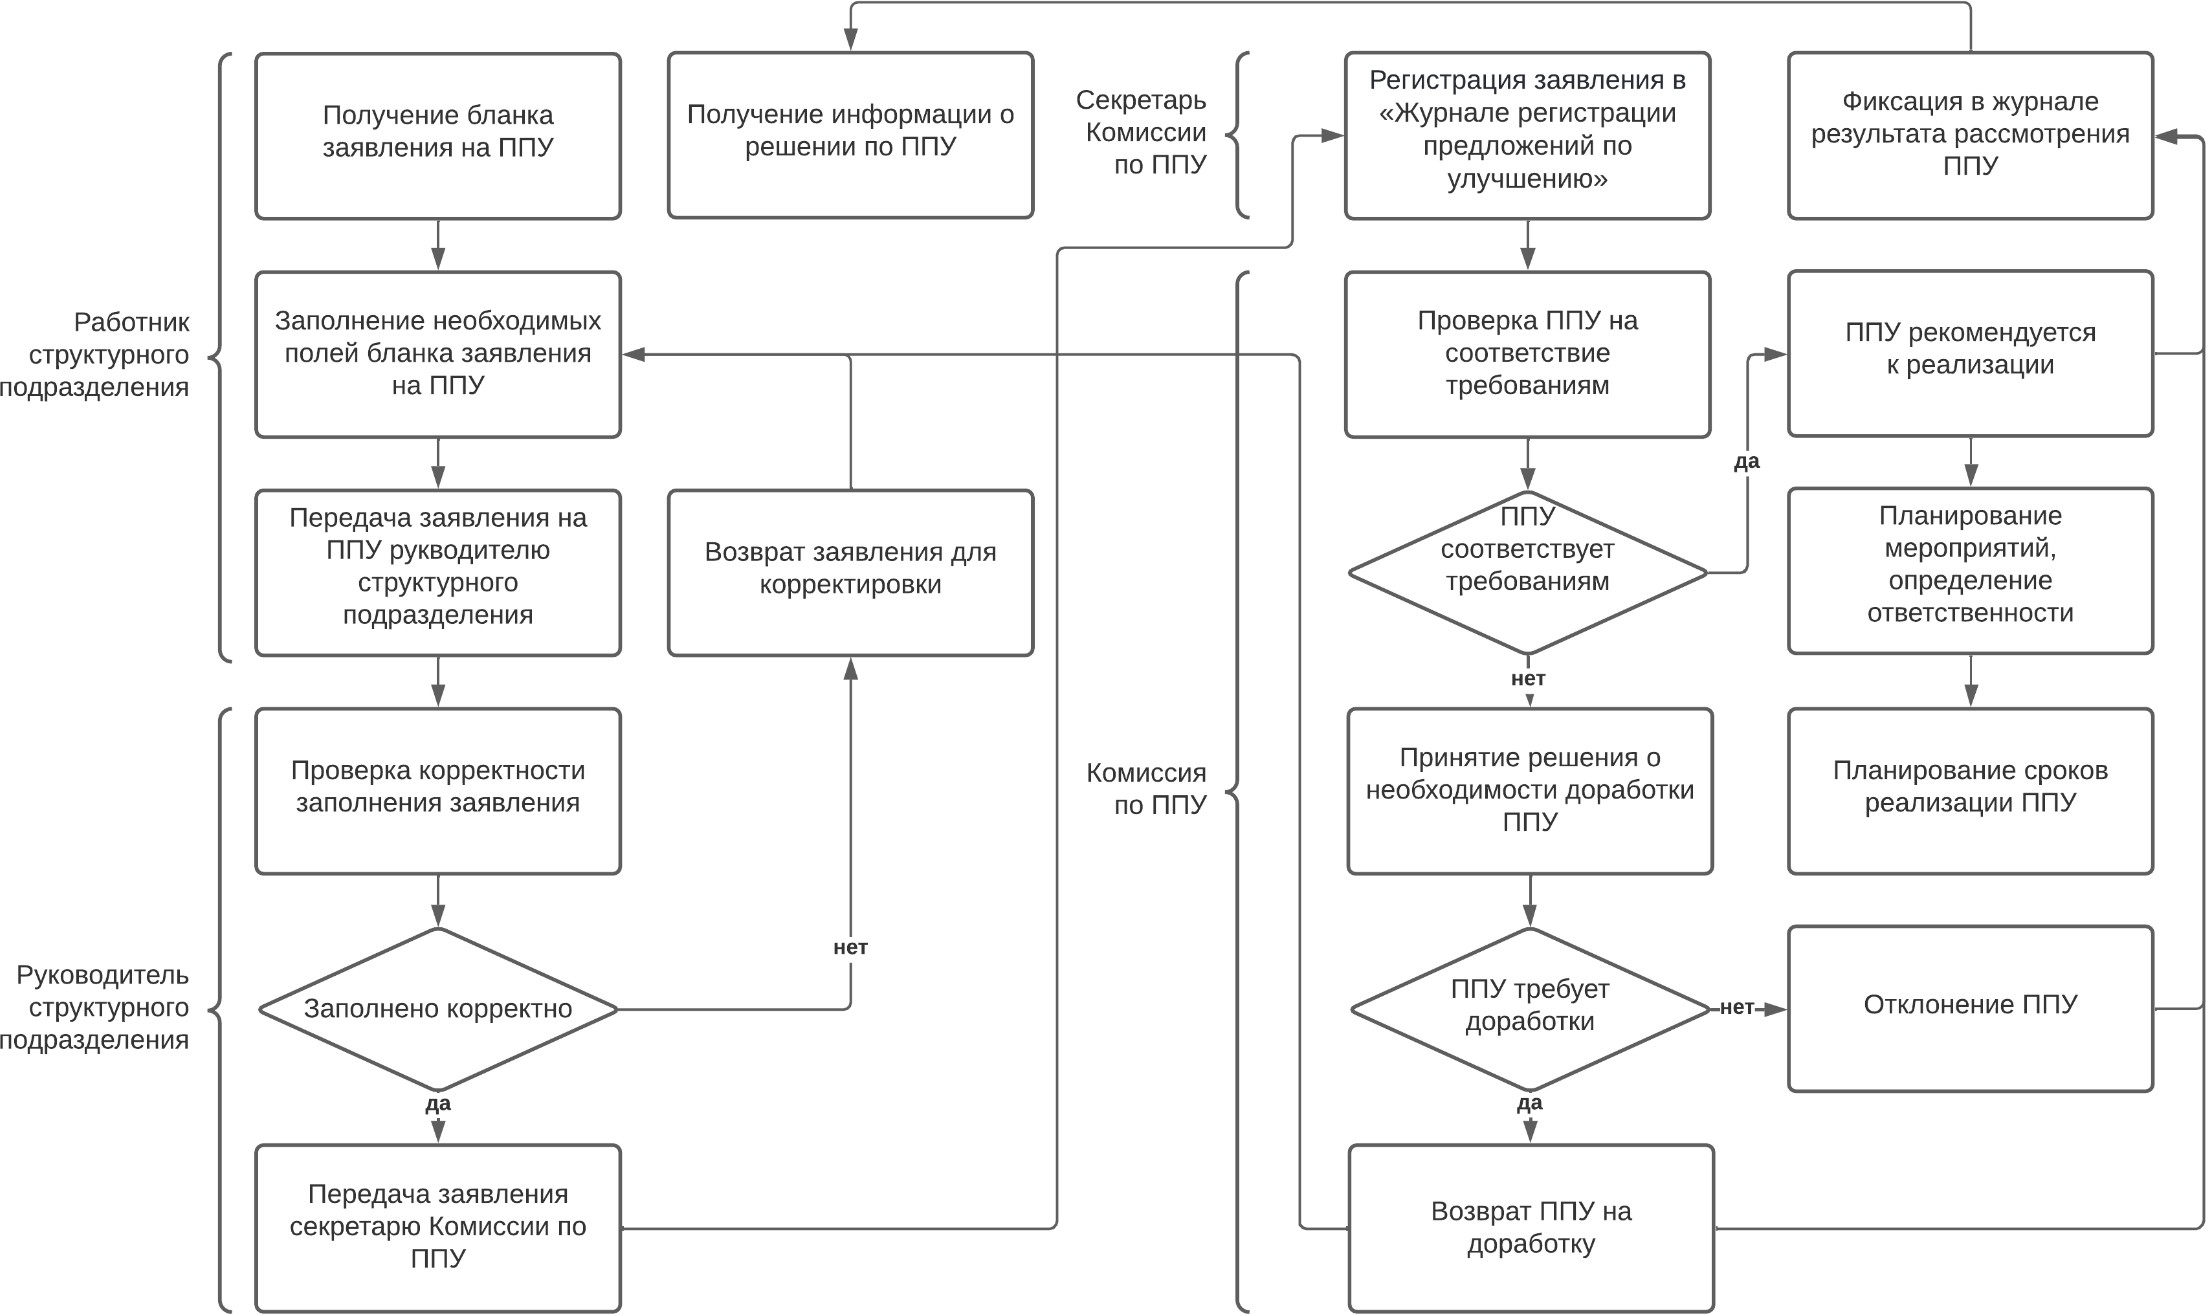 Работник
структурного
подразделения
Получение бланка
заявления на ППУ
Заполнение необходимых
полей бланка заявления
на ППУ
Передача заявления на
ППУ рукводителю
структурного
подразделения
Получение информации о
решении по ППУ
Возврат заявления для
корректировки
Руководитель
структурного
подразделения
Проверка корректности
заполнения заявления
Заполнено корректно
нет
да
Передача заявления
секретарю Комиссии по
ППУ
Секретарь
Комиссии
по ППУ
Регистрация заявления в
«Журнале регистрации
предложений по
улучшению»
Фиксация в журнале
результата рассмотрения
ППУ
Комиссия
по ППУ
Проверка ППУ на
соответствие
требованиям
ППУ
соответствует
требованиям
да
нет
ППУ рекомендуется
к реализации
Планирование
мероприятий,
определение
ответственности
Планирование сроков
реализации ППУ
Принятие решения о
необходимости доработки
ППУ
ППУ требует
доработки
нет
да
Отклонение ППУ
Возврат ППУ на
доработку